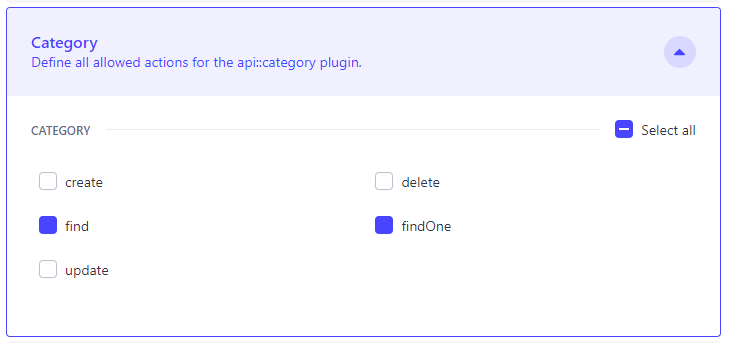 Category
Define all allowed actions for the api::category plugin.
CATEGORY
Select all
create
delete
find
findOne
update